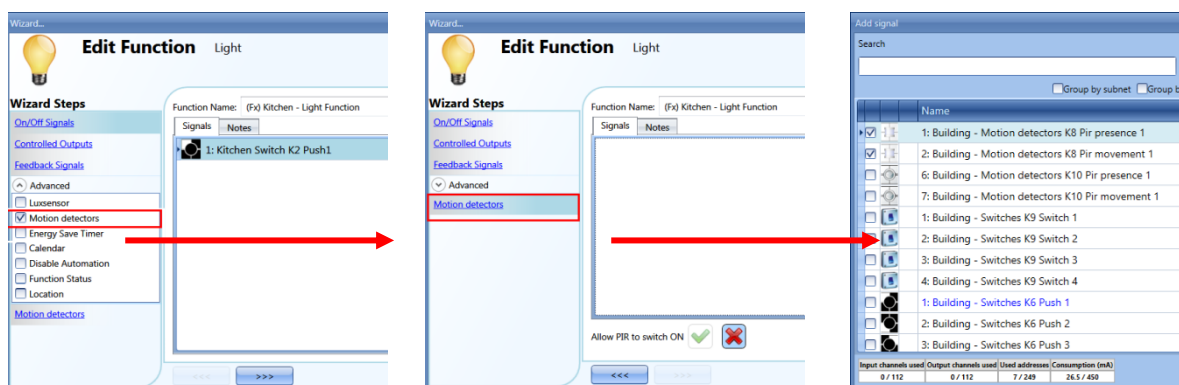 Wizard...
Edit Function Light
Wizard Steps
On/Off Signals
Controlled Outputs
Feedback Signals
Advanced
Luxsensor
Motion detectors
Energy Save Timer
Calendar
Disable Automation
Function Status
Location
Motion detectors
Function Name: (Fx) Kitchen - Light Function
Signals Notes
1: Kitchen Switch K2 Push1
<<< >>>
Wizard...
Edit Function Light
Wizard Steps
On/Off Signals
Controlled Outputs
Feedback Signals
Advanced
Motion detectors
Function Name: (Fx) Kitchen - Light Function
Signals Notes
Allow PIR to switch ON
<<< >>>
Add signal
Search
Group by subnet Group b
Name
1: Building - Motion detectors K8 Pir presence 1
2: Building - Motion detectors K8 Pir movement 1
6: Building - Motion detectors K10 Pir presence 1
7: Building - Motion detectors K10 Pir movement 1
1: Building - Switches K9 Switch 1
2: Building - Switches K9 Switch 2
3: Building - Switches K9 Switch 3
4: Building - Switches K9 Switch 4
1: Building - Switches K6 Push 1
2: Building - Switches K6 Push 2
3: Building - Switches K6 Push 3
Input channels used Output channels used Used addresses Consumption (mA)
0 / 112 0 / 112 7 / 249 26.5 / 450